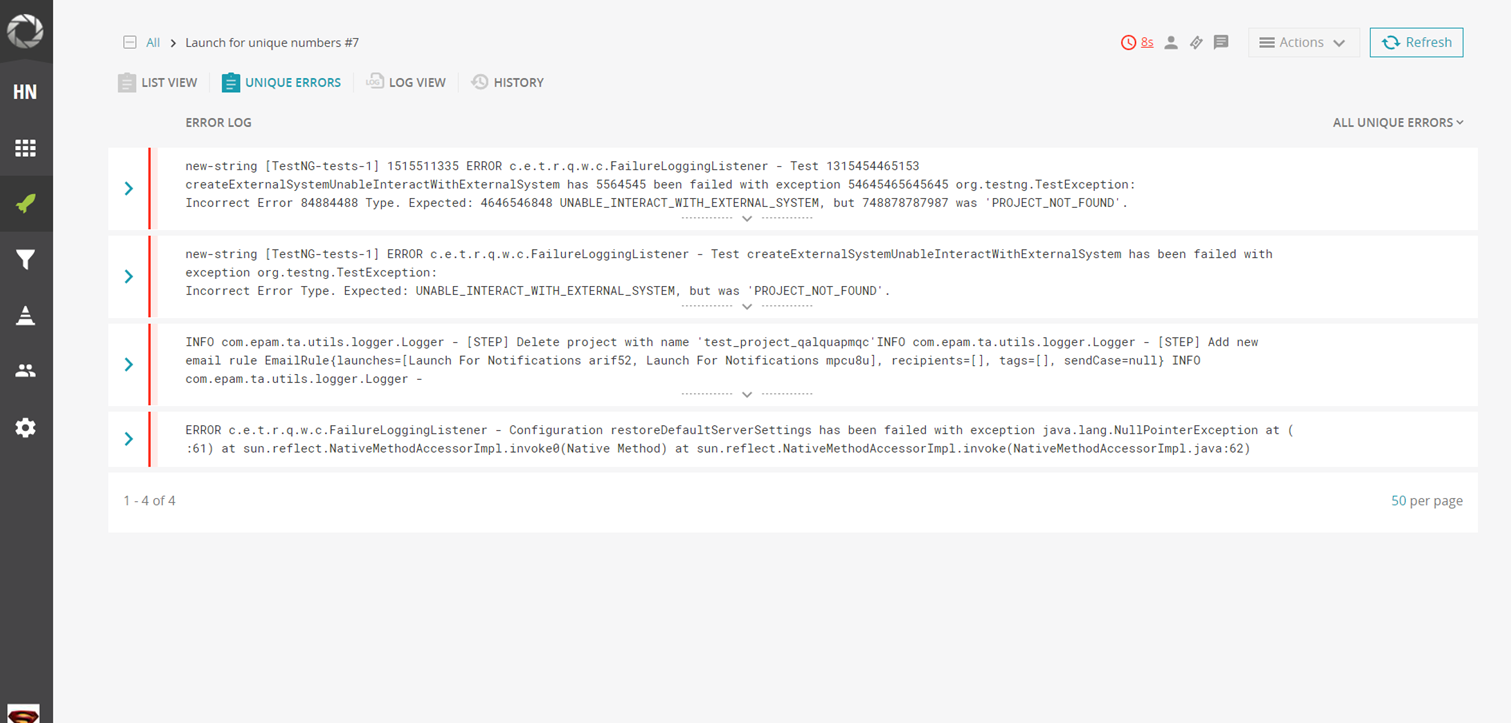 All > Launch for unique numbers #7
8s
Actions
Refresh
HN
LIST VIEW
UNIQUE ERRORS
LOG VIEW
HISTORY
ERROR LOG
ALL UNIQUE ERRORS
new-string [TestNG-tests-1] 1515511335 ERROR c.e.t.r.q.w.c.FailureLoggingListener - Test 1315454465153
createExternalSystemUnableInteractWithExternalSystem has 5564545 been failed with exception 54645465645645 org.testng.TestException:
Incorrect Error 84884488 Type. Expected: 4646546848 UNABLE_INTERACT_WITH_EXTERNAL_SYSTEM, but 748878787987 was 'PROJECT_NOT_FOUND'.
new-string [TestNG-tests-1] ERROR c.e.t.r.q.w.c.FailureLoggingListener - Test createExternalSystemUnableInteractWithExternalSystem has been failed with
exception org.testng.TestException:
Incorrect Error Type. Expected: UNABLE_INTERACT_WITH_EXTERNAL_SYSTEM, but was 'PROJECT_NOT_FOUND'.
INFO com.epam.ta.utils.logger.Logger - [STEP] Delete project with name 'test_project_qalquapmqc'INFO com.epam.ta.utils.logger.Logger - [STEP] Add new
email rule EmailRule{launches=[Launch For Notifications arif52, Launch For Notifications mpcu8u], recipients=[], tags=[], sendCase=null} INFO
com.epam.ta.utils.logger.Logger -
ERROR c.e.t.r.q.w.c.FailureLoggingListener - Configuration restoreDefaultServerSettings has been failed with exception java.lang.NullPointerException at (
:61) at sun.reflect.NativeMethodAccessorImpl.invoke0(Native Method) at sun.reflect.NativeMethodAccessorImpl.invoke(NativeMethodAccessorImpl.java:62)
1 - 4 of 4
50 per page